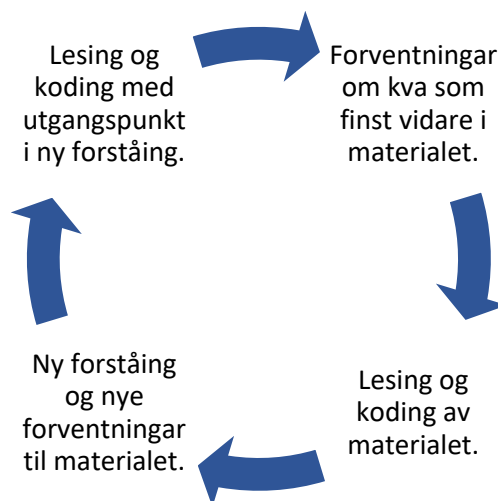 Lesing og
koding med
utgangspunkt
i ny forståing.
Forventningar
om kva som
finst vidare i
materialet.
Lesing og
koding av
materialet.
Ny forståing
og nye
forventningar
til materialet.